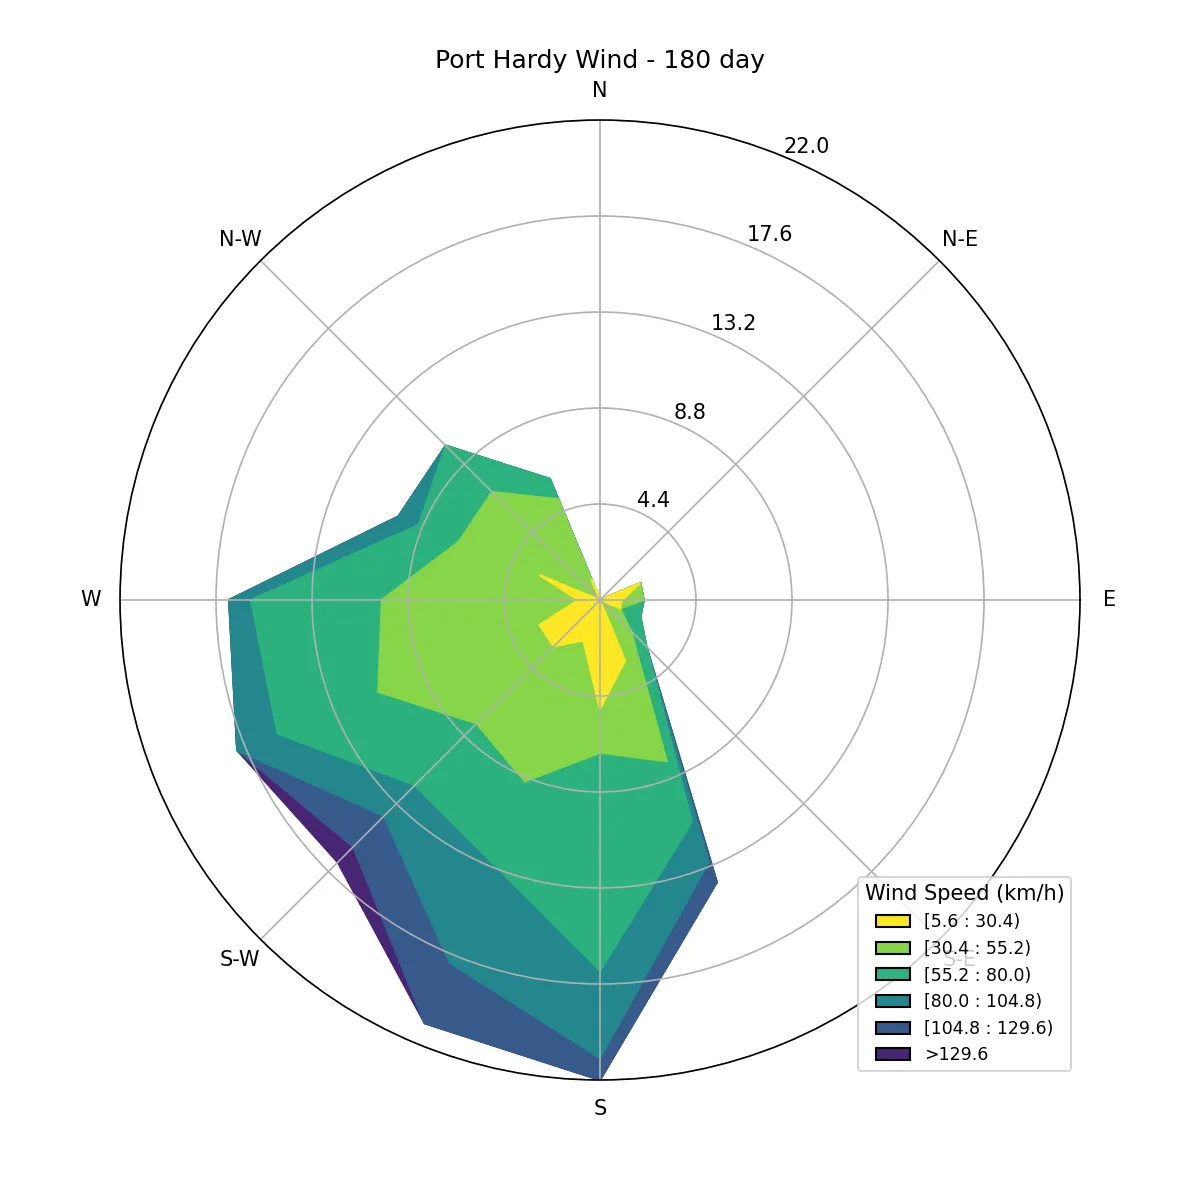 Port Hardy Wind - 180 day
N
22.0
N-W
17.6
N-E
13.2
8.8
4.4
W
E
S-W
S-E
S
Wind Speed (km/h)
[5.6 : 30.4)
[30.4 : 55.2)
[55.2 : 80.0)
[80.0 : 104.8)
[104.8 : 129.6)
>129.6